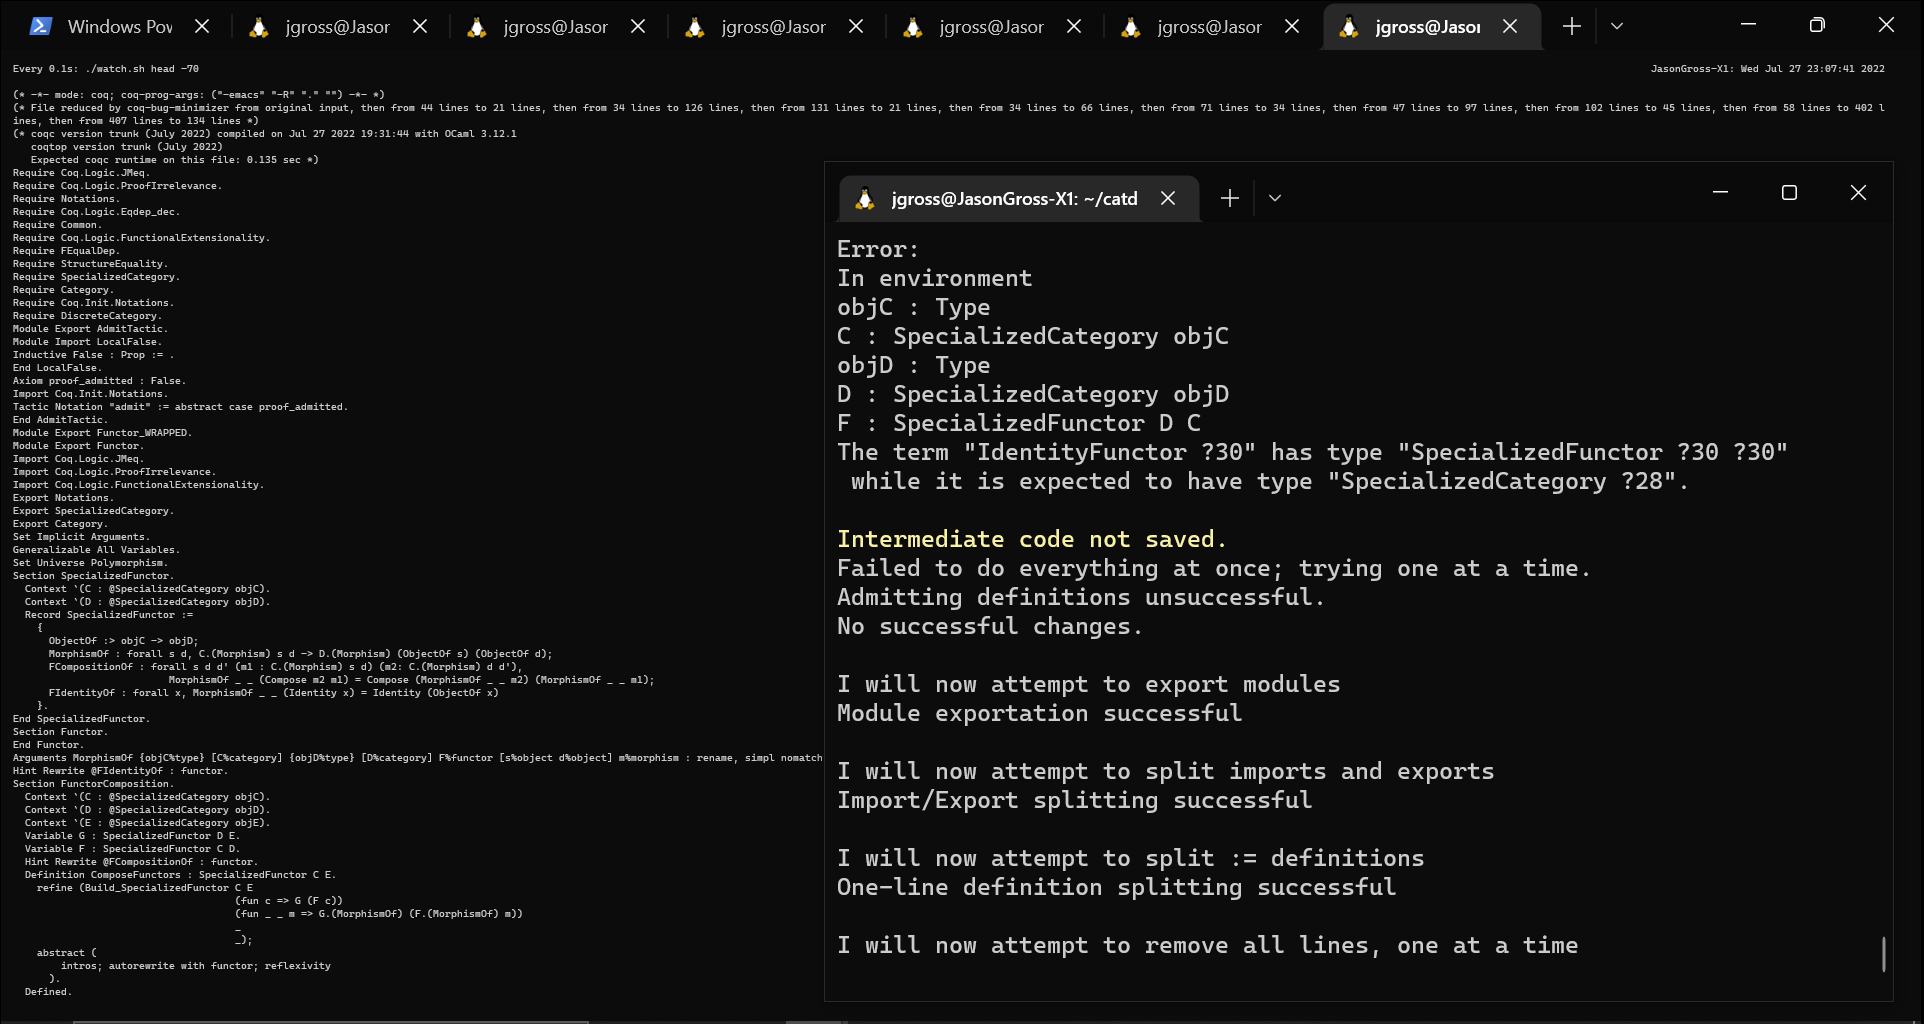 Windows Pow
jgross@Jasor
jgross@Jasor
jgross@Jasor
jgross@Jasor
jgross@Jasor
jgross@Jasor
Every 0.1s: ./watch.sh head -70
JasonGross-X1: Wed Jul 27 23:07:41 2022
(* -*- mode: coq; coq-prog-args: ("-emacs" "-R" "." "") -*- *)
(* File reduced by coq-bug-minimizer from original input, then from 44 lines to 21 lines, then from 34 lines to 126 lines, then from 131 lines to 21 lines, then from 34 lines to 66 lines, then from 71 lines to 34 lines, then from 47 lines to 97 lines, then from 102 lines to 45 lines, then from 58 lines to 402 l
ines, then from 407 lines to 134 lines *)
(* coqc version trunk (July 2022) compiled on Jul 27 2022 19:31:44 with OCaml 3.12.1
   coqtop version trunk (July 2022)
   Expected coqc runtime on this file: 0.135 sec *)
Require Coq.Logic.JMeq.
Require Coq.Logic.ProofIrrelevance.
Require Notations.
Require Coq.Logic.Eqdep_dec.
Require Common.
Require Coq.Logic.FunctionalExtensionality.
Require FEqualDep.
Require StructureEquality.
Require SpecializedCategory.
Require Category.
Require Coq.Init.Notations.
Require DiscreteCategory.
Module Export AdmitTactic.
Module Import LocalFalse.
Inductive False : Prop := .
End LocalFalse.
Axiom proof_admitted : False.
Import Coq.Init.Notations.
Tactic Notation "admit" := abstract case proof_admitted.
End AdmitTactic.
Module Export Functor_WRAPPED.
Module Export Functor.
Import Coq.Logic.JMeq.
Import Coq.Logic.ProofIrrelevance.
Import Coq.Logic.FunctionalExtensionality.
Export Notations.
Export SpecializedCategory.
Export Category.
Set Implicit Arguments.
Generalizable All Variables.
Set Universe Polymorphism.
Section SpecializedFunctor.
  Context `(C : @SpecializedCategory objC).
  Context `(D : @SpecializedCategory objD).
  Record SpecializedFunctor :=
    {
      ObjectOf :> objC -> objD;
      MorphismOf : forall s d, C.(Morphism) s d -> D.(Morphism) (ObjectOf s) (ObjectOf d);
      FCompositionOf : forall s d d' (m1 : C.(Morphism) s d) (m2: C.(Morphism) d d'),
                          MorphismOf _ _ (Compose m2 m1) = Compose (MorphismOf _ _ m2) (MorphismOf _ _ m1);
      FIdentityOf : forall x, MorphismOf _ _ (Identity x) = Identity (ObjectOf x)
    }.
End SpecializedFunctor.
Section Functor.
End Functor.
Arguments MorphismOf {objC%type} [C%category] {objD%type} [D%category] F%functor [s%object d%object] m%morphism : rename, simpl nomatch
Hint Rewrite @FIdentityOf : functor.
Section FunctorComposition.
  Context `(C : @SpecializedCategory objC).
  Context `(D : @SpecializedCategory objD).
  Context `(E : @SpecializedCategory objE).
  Variable G : SpecializedFunctor D E.
  Variable F : SpecializedFunctor C D.
  Hint Rewrite @FCompositionOf : functor.
  Definition ComposeFunctors : SpecializedFunctor C E.
    refine (Build_SpecializedFunctor C E
                                     (fun c => G (F c))
                                     (fun _ _ m => G.(MorphismOf) (F.(MorphismOf) m))
                                     _
                                     _);
    abstract (
        intros; autorewrite with functor; reflexivity
      ).
  Defined.
jgross@JasonGross-X1: ~/catd
Error:
In environment
objC : Type
C : SpecializedCategory objC
objD : Type
D : SpecializedCategory objD
F : SpecializedFunctor D C
The term "IdentityFunctor ?30" has type "SpecializedFunctor ?30 ?30"
 while it is expected to have type "SpecializedCategory ?28".
Intermediate code not saved.
Failed to do everything at once; trying one at a time.
Admitting definitions unsuccessful.
No successful changes.
I will now attempt to export modules
Module exportation successful
I will now attempt to split imports and exports
Import/Export splitting successful
I will now attempt to split := definitions
One-line definition splitting successful
I will now attempt to remove all lines, one at a time